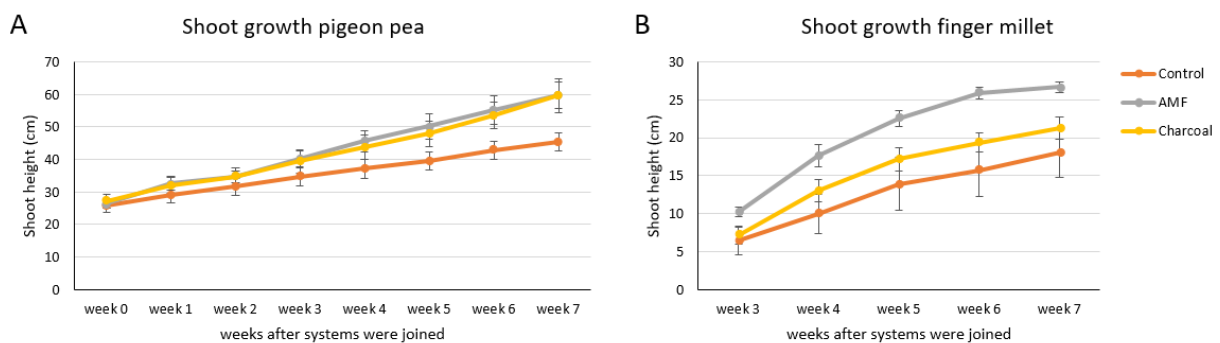 A
Shoot growth pigeon pea
Shoot height (cm)
70
60
50
40
30
20
10
0
week 0 week 1 week 2 week 3 week 4 week 5 week 6 week 7
weeks after systems were joined
B
Shoot growth finger millet
Shoot height (cm)
30
25
20
15
10
5
0
week 3 week 4 week 5 week 6 week 7
weeks after systems were joined
Control
AMF
Charcoal